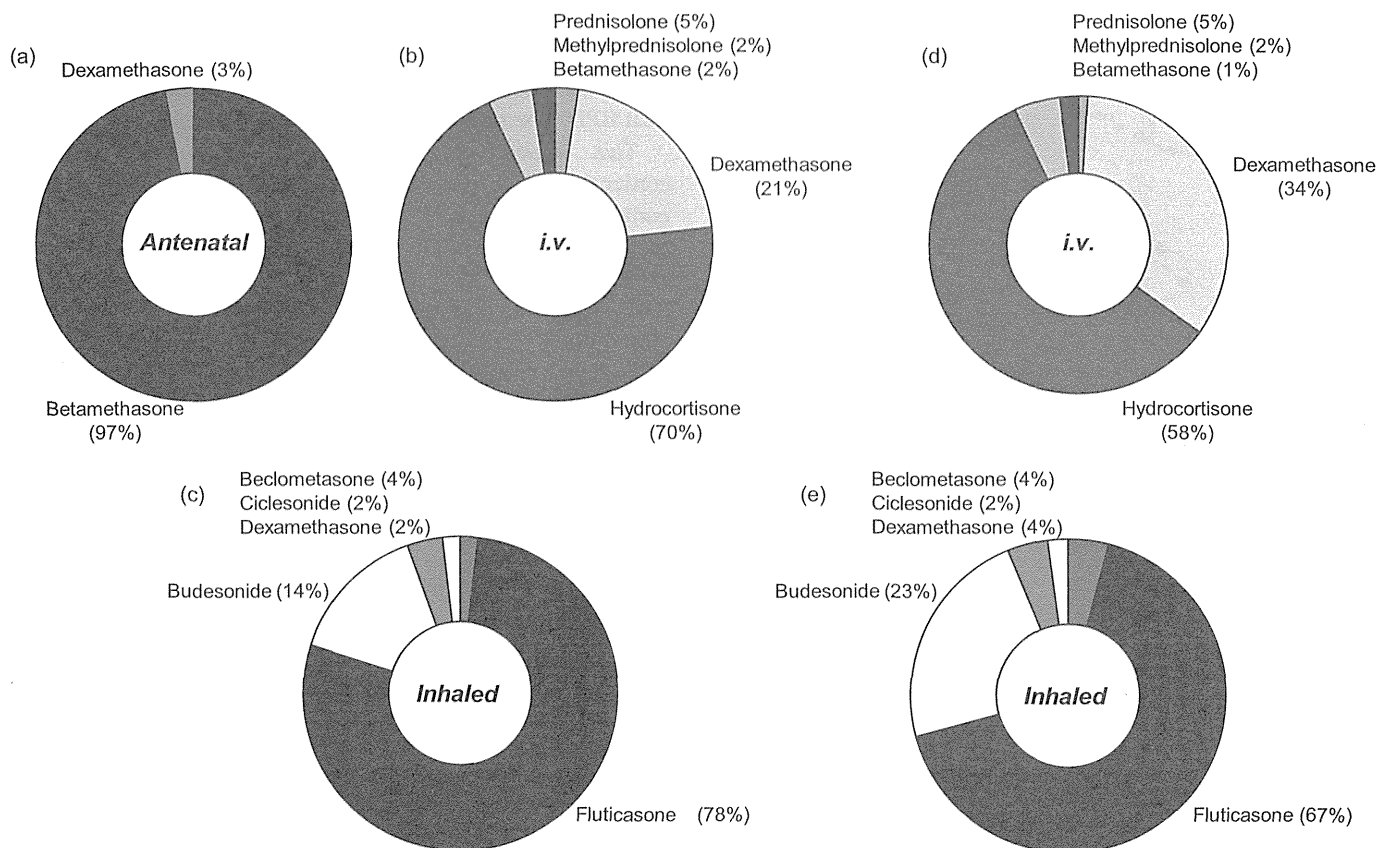 (a)
Dexamethasone (3%)
Antenatal
Betamethasone
(97%)
(b)
Prednisolone (5%)
Methylprednisolone (2%)
Betamethasone (2%)
Dexamethasone
(21%)
i.v.
Hydrocortisone
(70%)
(d)
Prednisolone (5%)
Methylprednisolone (2%)
Betamethasone (1%)
Dexamethasone
(34%)
i.v.
Hydrocortisone
(58%)
(c)
Beclometasone (4%)
Ciclesonide (2%)
Dexamethasone (2%)
Budesonide (14%)
Inhaled
Fluticasone (78%)
(e)
Beclometasone (4%)
Ciclesonide (2%)
Dexamethasone (4%)
Budesonide (23%)
Inhaled
Fluticasone (67%)